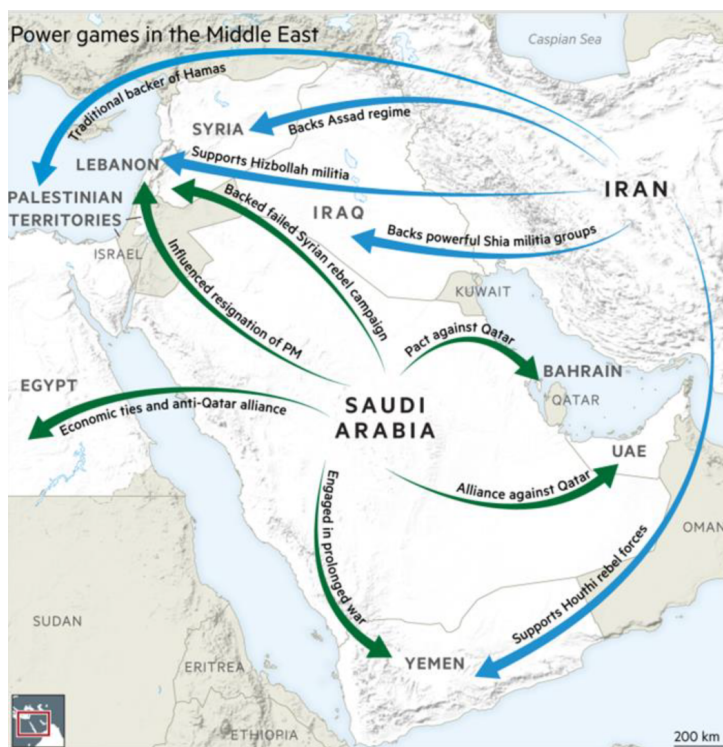 Power games in the Middle East
Caspian Sea
Traditional backer of Hamas
SYRIA
Backs Assad regime
LEBANON
Supports Hizbollah militia
IRAN
PALESTINIAN
TERRITORIES
IRAQ
Backed failed Syrian rebel campaign
Backs powerful Shia militia groups
ISRAEL
Influenced resignation of PM
KUWAIT
Pact against Qatar
EGYPT
BAHRAIN
QATAR
Economic ties and anti-Qatar alliance
SAUDI
ARABIA
UAE
Engaged in prolonged war
Alliance against Qatar
OMAN
Supports Houthi rebel forces
SUDAN
YEMEN
ERITREA
ETHIOPIA
200 km